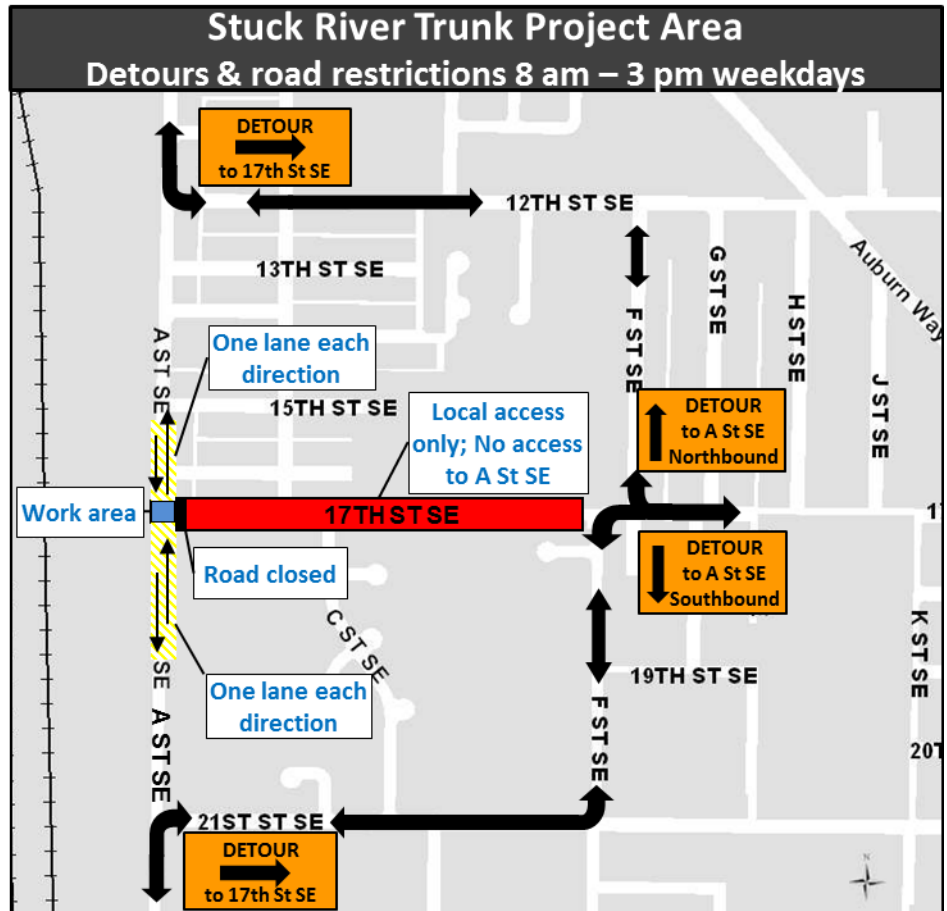 Stuck River Trunk Project Area
Detours & road restrictions 8 am – 3 pm weekdays
DETOUR
to 17th St SE
12TH ST SE
13TH ST SE
Auburn Way
G ST SE
H ST SE
F ST SE
J ST SE
A ST SE
One lane each
direction
15TH ST SE
Local access
only; No access
to A St SE
DETOUR
to A St SE
Northbound
Work area
17TH ST SE
17
Road closed
DETOUR
to A St SE
Southbound
C ST SE
K ST SE
19TH ST SE
SE
One lane each
direction
A ST SE
F ST SE
20T
21ST ST SE
DETOUR
to 17th St SE
N